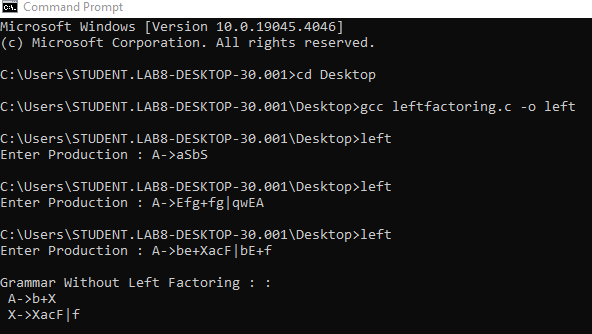 Command Prompt
Microsoft Windows [Version 10.0.19045.4046]
(c) Microsoft Corporation. All rights reserved.
C:\Users\STUDENT.LAB8-DESKTOP-30.001>cd Desktop
C:\Users\STUDENT.LAB8-DESKTOP-30.001\Desktop>gcc leftfactoring.c -o left
C:\Users\STUDENT.LAB8-DESKTOP-30.001\Desktop>left
Enter Production : A->aSbS
C:\Users\STUDENT.LAB8-DESKTOP-30.001\Desktop>left
Enter Production : A->Efg+fg|qwEA
C:\Users\STUDENT.LAB8-DESKTOP-30.001\Desktop>left
Enter Production : A->be+XacF|bE+f
Grammar Without Left Factoring : :
A->b+X
X->XacF|f